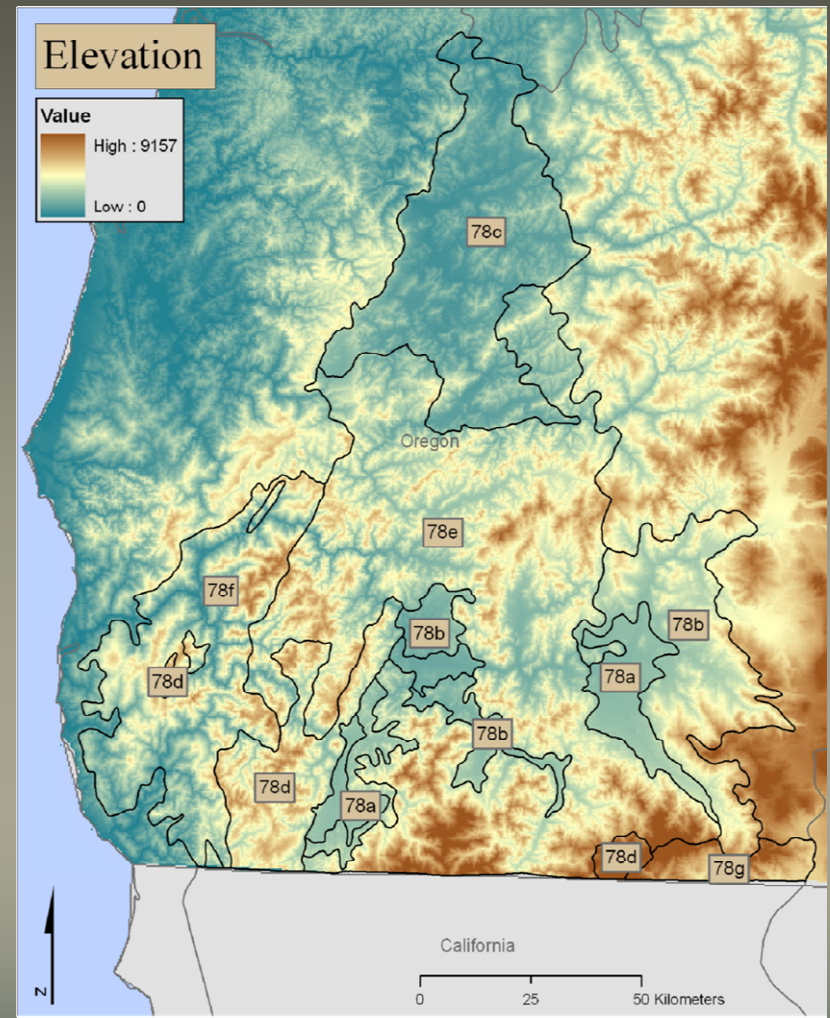 Elevation
Value
High : 9157
Low : 0
78c
Oregon
78e
78f
78b
78b
78d
78a
78b
78d
78a
78d
78g
California
N
0 25 50 Kilometers